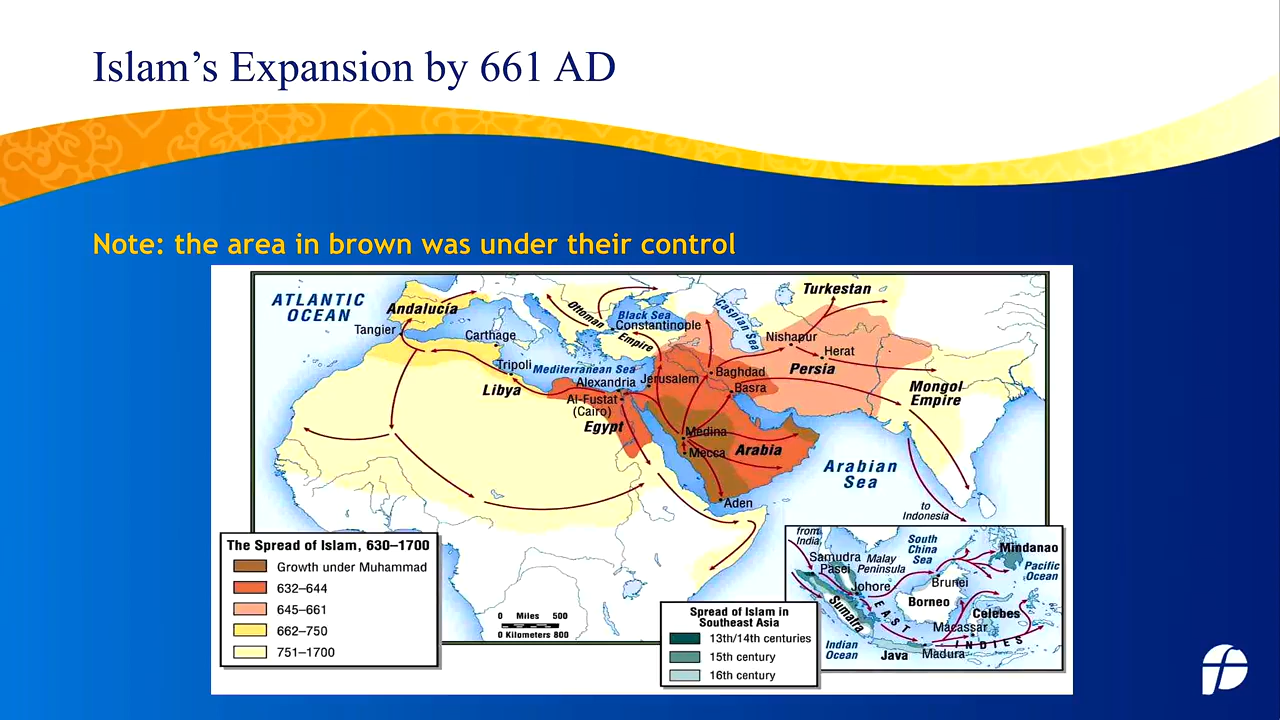 Islam’s Expansion by 661 AD
Note: the area in brown was under their control
ATLANTIC
OCEAN
Andalucía
Tangier
Carthage
Tripoli
Libya
Mediterranean Sea
Alexandria
Al-Fustat
(Cairo)
Egypt
Ottoman
Empire
Black Sea
Constantinople
Caspian Sea
Turkestan
Nishapur
Herat
Persia
Jerusalem
Baghdad
Basra
Mongol
Empire
Medina
Mecca
Arabia
Aden
Arabian
Sea
to
Indonesia
The Spread of Islam, 630–1700
Growth under Muhammad
632–644
645–661
662–750
751–1700
0 Miles 500
0 Kilometers 800
Spread of Islam in
Southeast Asia
13th/14th centuries
15th century
16th century
from
India
Samudra
Pasei
Malay
Peninsula
Johore
South
China
Sea
Mindanao
Pacific
Ocean
Brunei
Borneo
Celebes
Macassar
Sumatra
EAST
INDIES
Indian
Ocean
Java
Madura